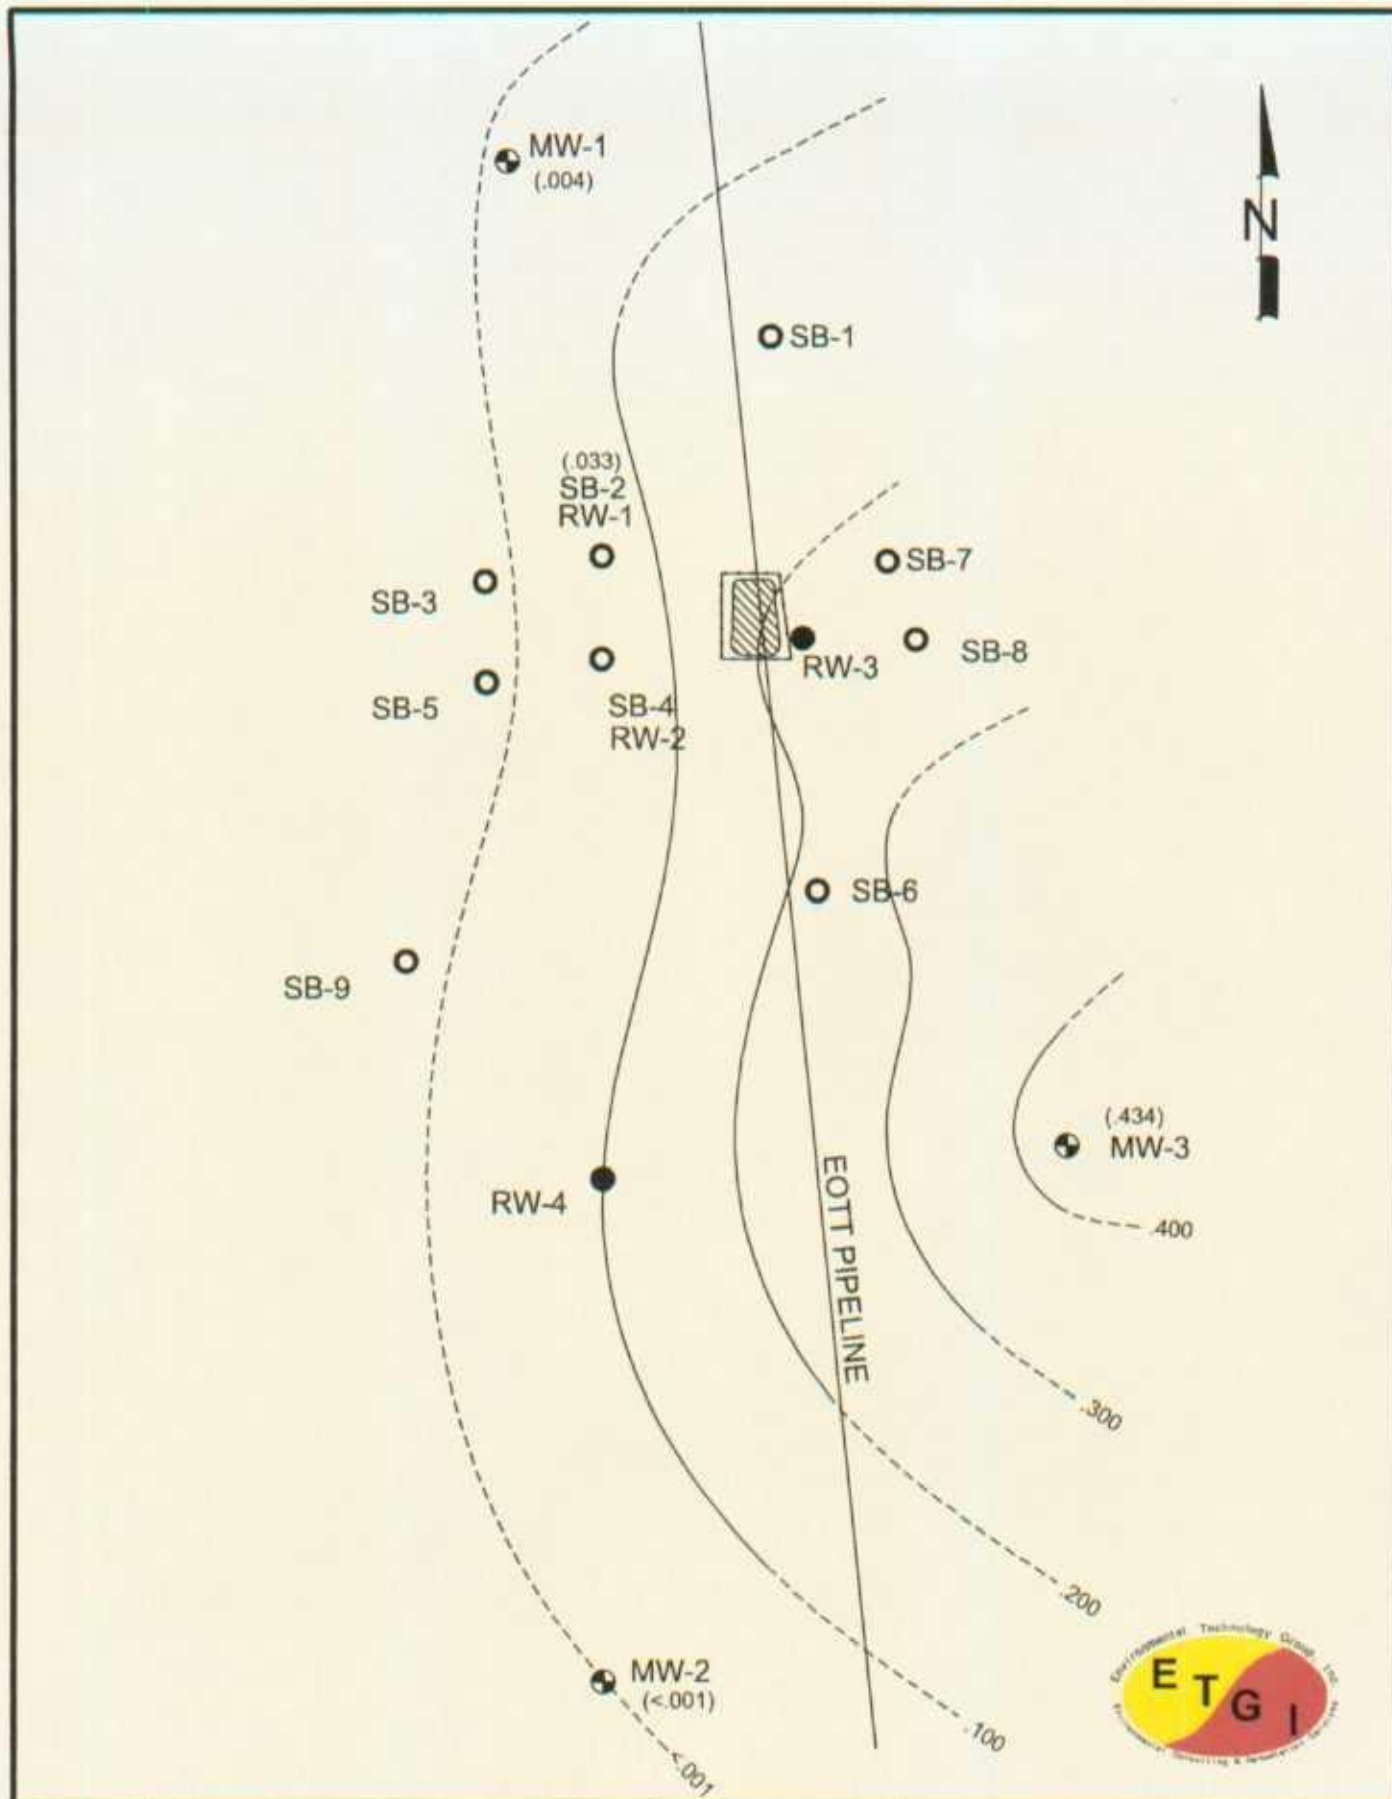 MW-1
(.004)
N
SB-1
(.033)
SB-2
RW-1
SB-7
SB-3
RW-3
SB-8
SB-5
SB-4
RW-2
SB-6
SB-9
(.434)
MW-3
EOTT PIPELINE
RW-4
.400
.300
.200
Environmental Technology Group, Inc.
E T G I
MW-2
(<.001)
.100
<.001